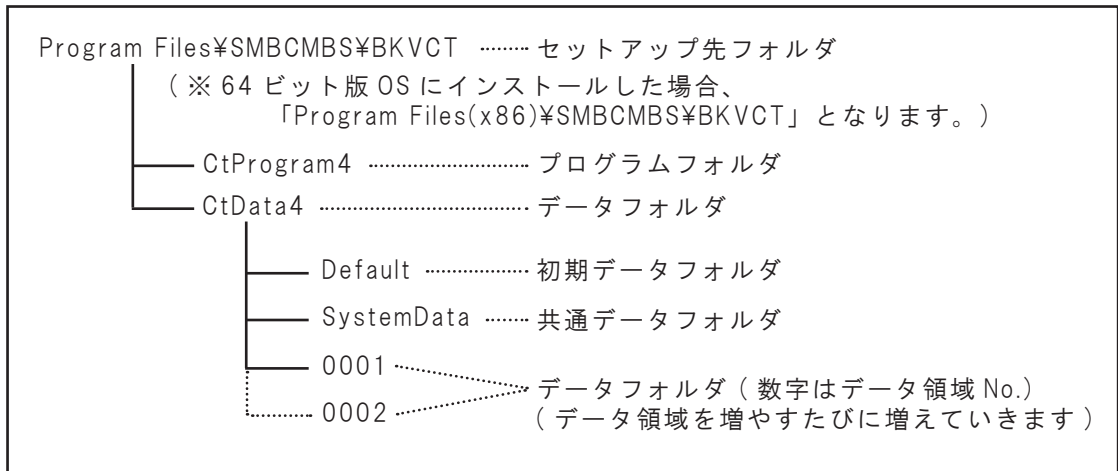 Program Files¥SMBCMBS¥BKVCT セットアップ先フォルダ
(※ 64 ビット版 OS にインストールした場合、
「Program Files(x86)¥SMBCMBS¥BKVCT」となります。)
CtProgram4 プログラムフォルダ
CtData4 データフォルダ
Default 初期データフォルダ
SystemData 共通データフォルダ
0001
データフォルダ ( 数字はデータ領域 No.)
0002
( データ領域を増やすたびに増えていきます )